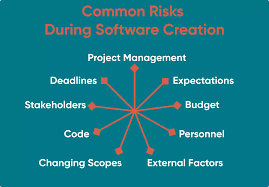 Common Risks
During Software Creation
Project Management
Deadlines
Expectations
Stakeholders
Budget
Code
Personnel
Changing Scopes
External Factors